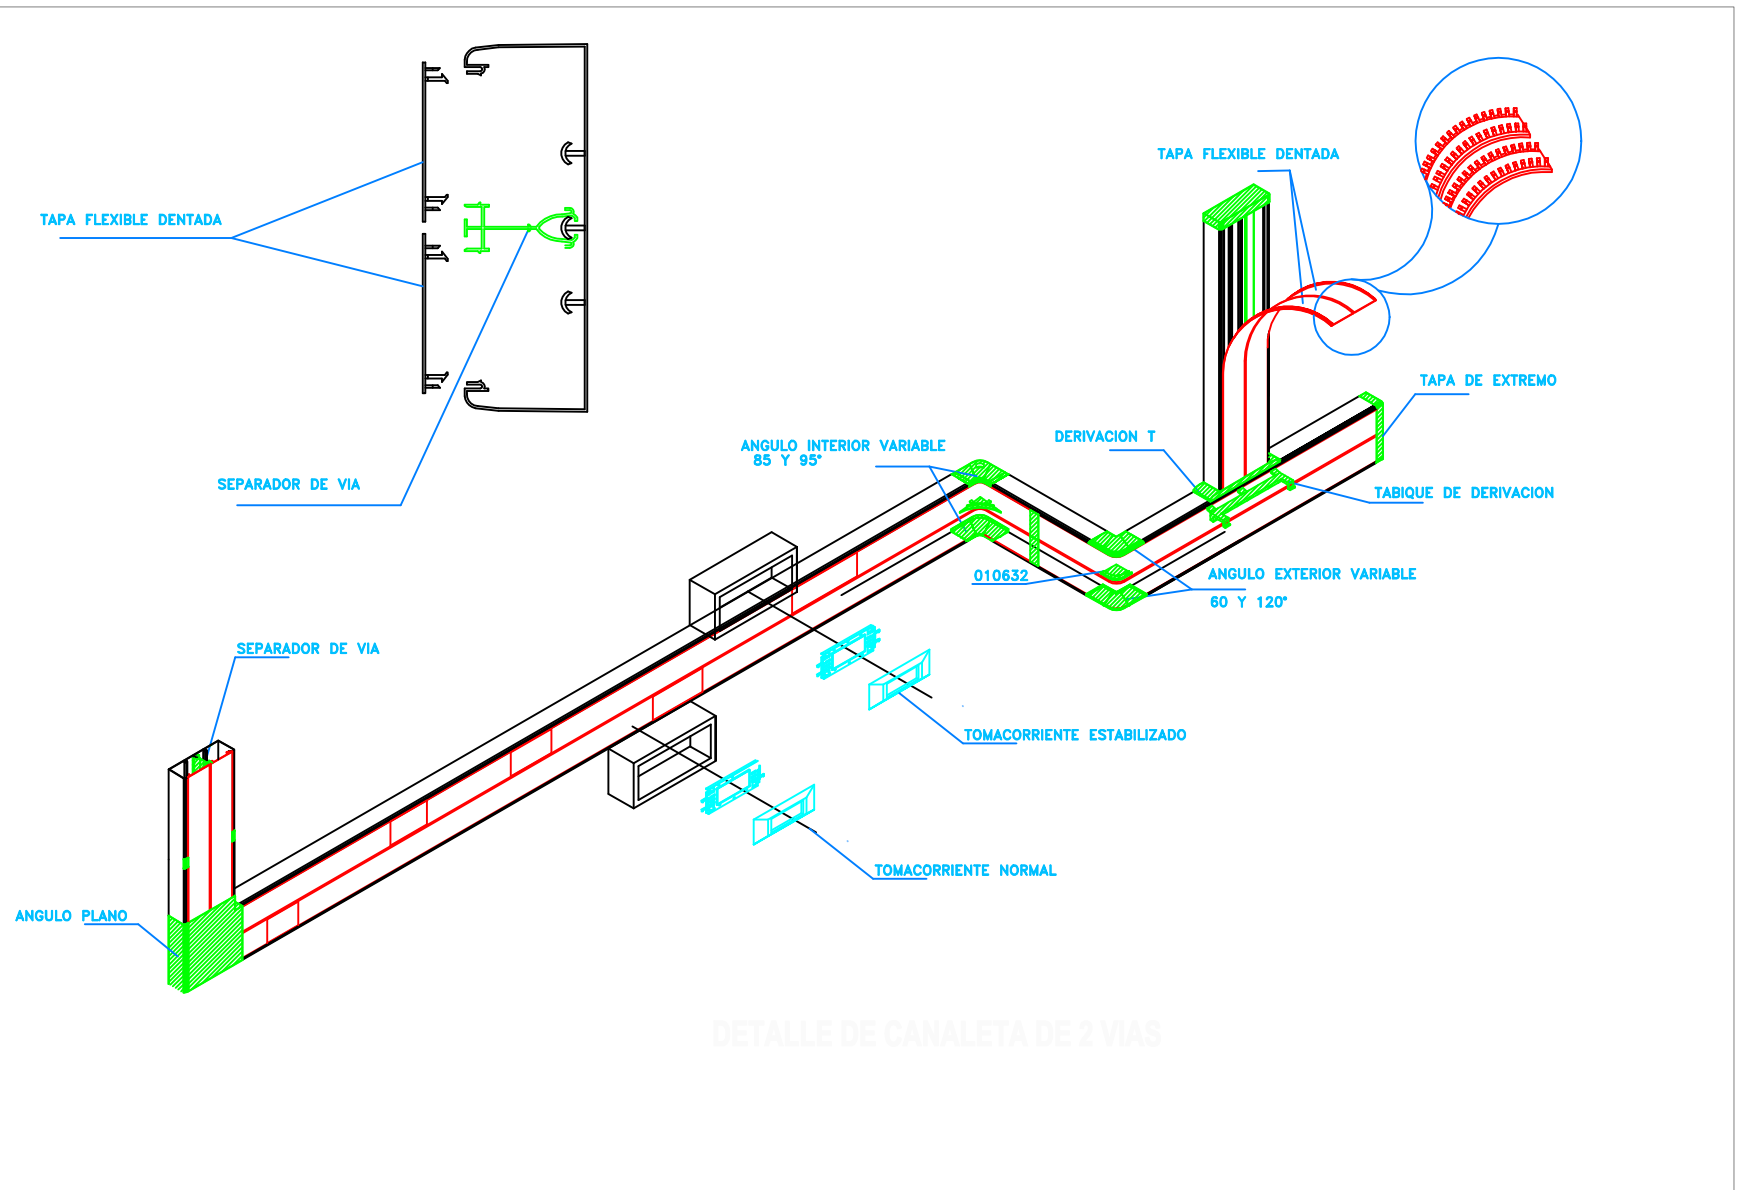 TAPA FLEXIBLE DENTADA
TAPA FLEXIBLE DENTADA
TAPA DE EXTREMO
DERIVACION T
ANGULO INTERIOR VARIABLE
85 Y 95°
SEPARADOR DE VIA
TABIQUE DE DERIVACION
010632
ANGULO EXTERIOR VARIABLE
60 Y 120°
SEPARADOR DE VIA
TOMACORRIENTE ESTABILIZADO
TOMACORRIENTE NORMAL
ANGULO PLANO
DETALLE DE CANALETA DE 2 VIAS